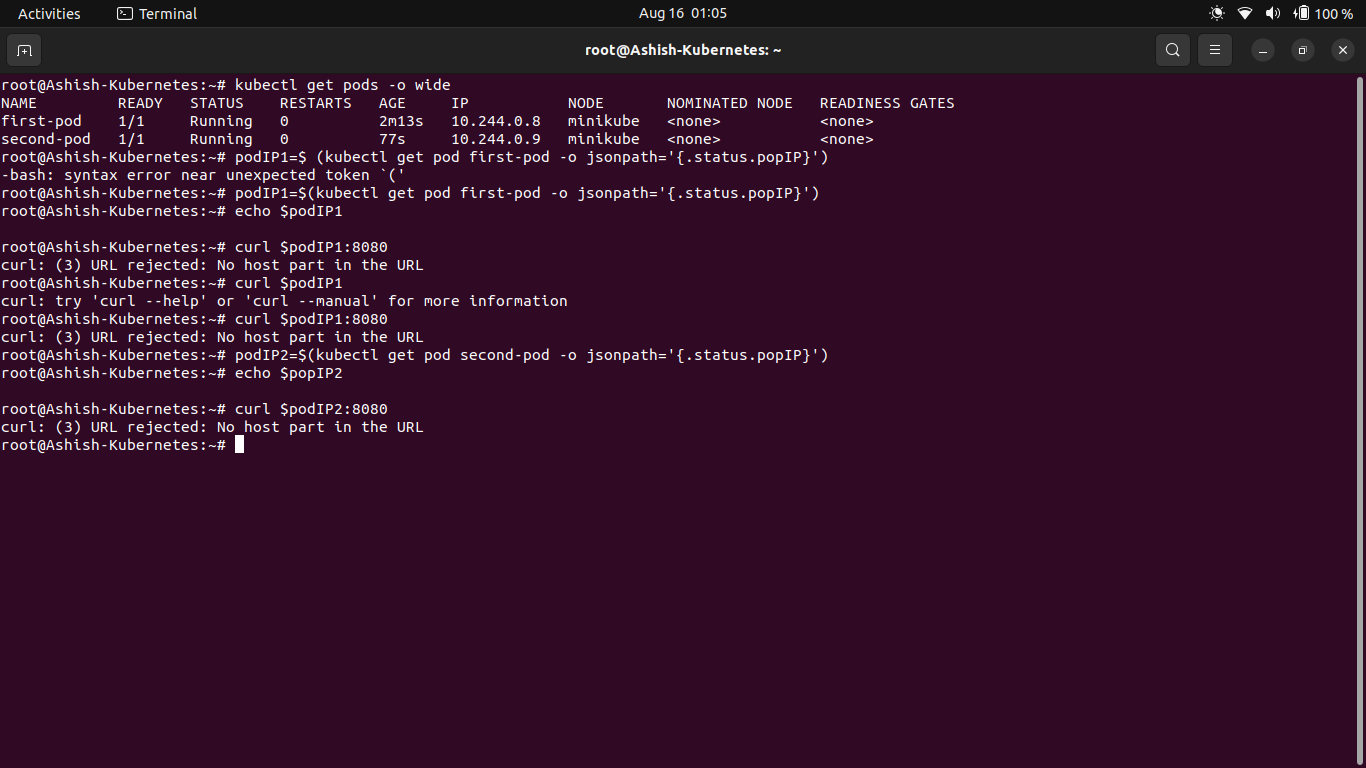 Activities Terminal Aug 16 01:05 100 %
root@Ashish-Kubernetes: ~
root@Ashish-Kubernetes:~# kubectl get pods -o wide
NAME READY STATUS RESTARTS AGE IP NODE NOMINATED NODE READINESS GATES
first-pod 1/1 Running 0 2m13s 10.244.0.8 minikube <none> <none>
second-pod 1/1 Running 0 77s 10.244.0.9 minikube <none> <none>
root@Ashish-Kubernetes:~# podIP1=$ (kubectl get pod first-pod -o jsonpath='{.status.popIP}')
-bash: syntax error near unexpected token `('
root@Ashish-Kubernetes:~# podIP1=$(kubectl get pod first-pod -o jsonpath='{.status.popIP}')
root@Ashish-Kubernetes:~# echo $podIP1
root@Ashish-Kubernetes:~# curl $podIP1:8080
curl: (3) URL rejected: No host part in the URL
root@Ashish-Kubernetes:~# curl $podIP1
curl: try 'curl --help' or 'curl --manual' for more information
root@Ashish-Kubernetes:~# curl $podIP1:8080
curl: (3) URL rejected: No host part in the URL
root@Ashish-Kubernetes:~# podIP2=$(kubectl get pod second-pod -o jsonpath='{.status.popIP}')
root@Ashish-Kubernetes:~# echo $popIP2
root@Ashish-Kubernetes:~# curl $podIP2:8080
curl: (3) URL rejected: No host part in the URL
root@Ashish-Kubernetes:~#